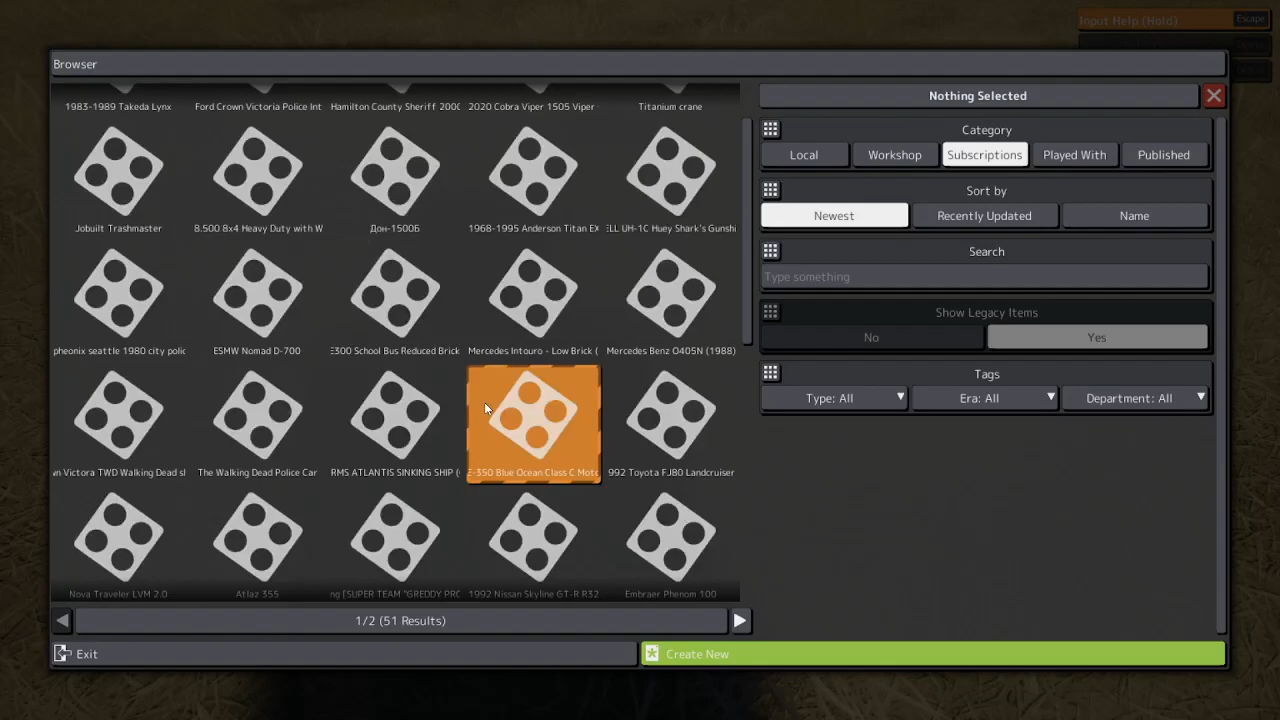 Input Help (Hold) Escape
Browser
1983-1989 Takeda Lynx Ford Crown Victoria Police Int Hamilton County Sheriff 200 2020 Cobra Viper 1505 Viper Titanium crane
Nothing Selected
Category
Local Workshop Subscriptions Played With Published
Sort by
Newest Recently Updated Name
Jobuilt Trashmaster 8.500 8x4 Heavy Duty with W Дон-1500Б 1968-1995 Anderson Titan EX ELL UH-1C Huey Shark's Gunshi
Search
Type something
Show Legacy Items
No Yes
pheonix seattle 1980 city polic ESMW Nomad D-700 E300 School Bus Reduced Brick Mercedes Intouro - Low Brick ( Mercedes Benz O405N (1988)
Tags
Type: All Era: All Department: All
n Victora TWD Walking Dead sl The Walking Dead Police Car RMS ATLANTIS SINKING SHIP ( E-350 Blue Ocean Class C Moto 992 Toyota FJ80 Landcruiser
Nova Traveler LVM 2.0 Atlaz 355 ng [SUPER TEAM "GREDDY PRO 1992 Nissan Skyline GT-R R32 Embraer Phenom 100
1/2 (51 Results)
Exit Create New